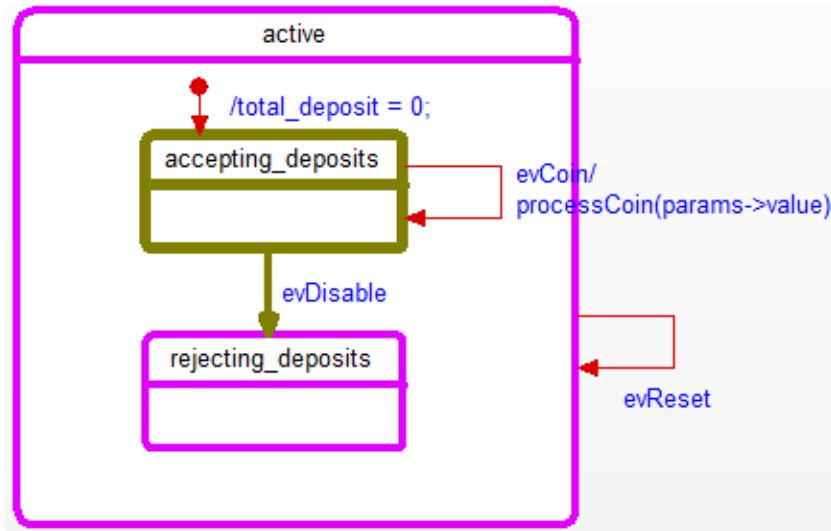 active
/total_deposit = 0;
accepting_deposits
evCoin/
processCoin(params->value)
evDisable
rejecting_deposits
evReset